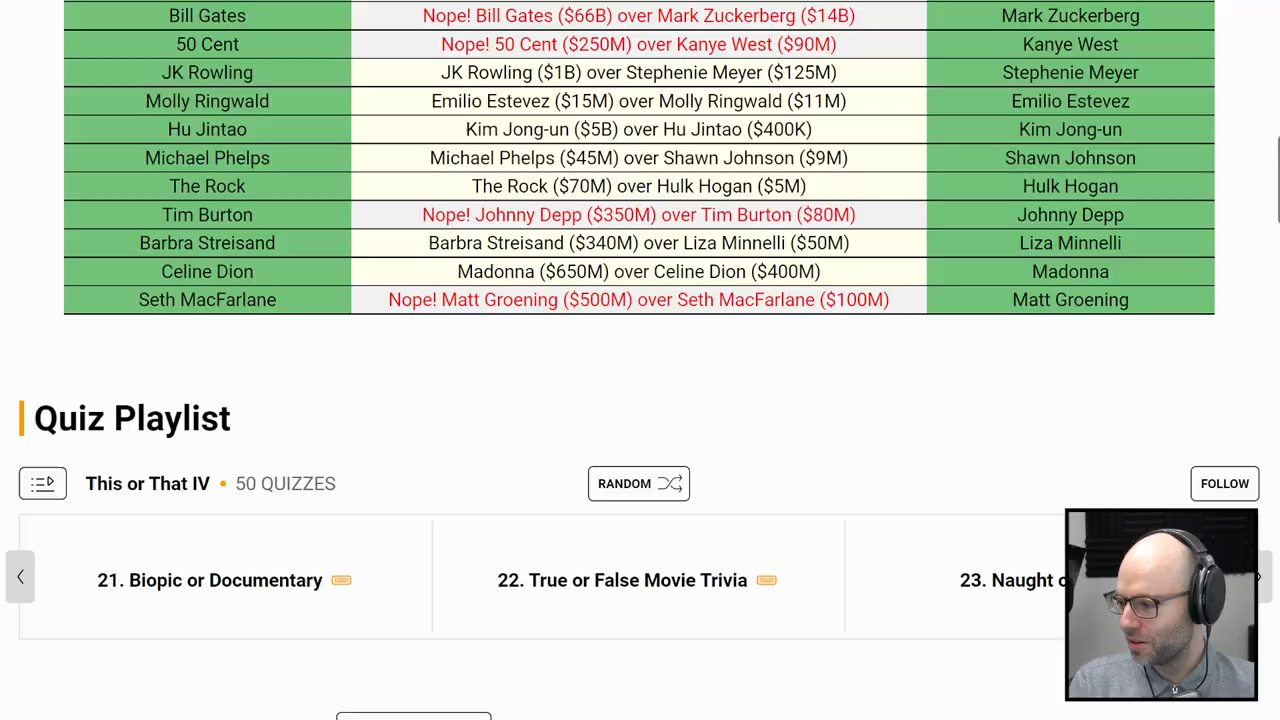 Bill Gates Nope! Bill Gates ($66B) over Mark Zuckerberg ($14B) Mark Zuckerberg
50 Cent Nope! 50 Cent ($250M) over Kanye West ($90M) Kanye West
JK Rowling JK Rowling ($1B) over Stephenie Meyer ($125M) Stephenie Meyer
Molly Ringwald Emilio Estevez ($15M) over Molly Ringwald ($11M) Emilio Estevez
Hu Jintao Kim Jong-un ($5B) over Hu Jintao ($400K) Kim Jong-un
Michael Phelps Michael Phelps ($45M) over Shawn Johnson ($9M) Shawn Johnson
The Rock The Rock ($70M) over Hulk Hogan ($5M) Hulk Hogan
Tim Burton Nope! Johnny Depp ($350M) over Tim Burton ($80M) Johnny Depp
Barbra Streisand Barbra Streisand ($340M) over Liza Minnelli ($50M) Liza Minnelli
Celine Dion Madonna ($650M) over Celine Dion ($400M) Madonna
Seth MacFarlane Nope! Matt Groening ($500M) over Seth MacFarlane ($100M) Matt Groening
Quiz Playlist
This or That IV • 50 QUIZZES RANDOM FOLLOW
21. Biopic or Documentary 22. True or False Movie Trivia 23. Naught